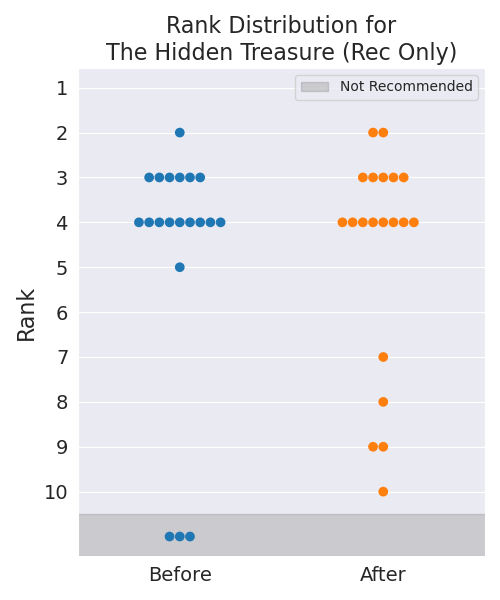 Rank Distribution for
The Hidden Treasure (Rec Only)
Not Recommended
Rank
1
2
3
4
5
6
7
8
9
10
Before
After